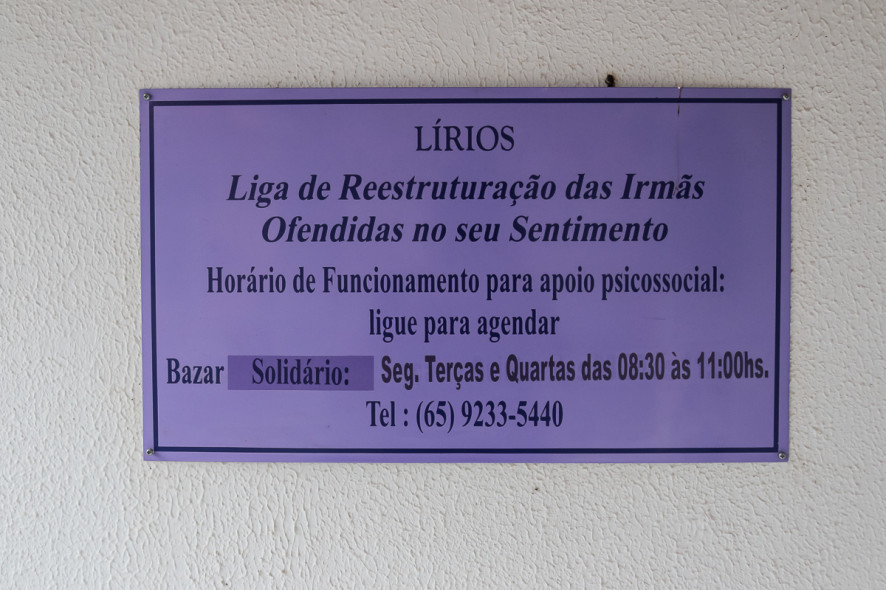 LÍRIOS
Liga de Reestruturação das Irmãs
Ofendidas no seu Sentimento
Horário de Funcionamento para apoio psicossocial:
ligue para agendar
Bazar Solidário: Seg. Terças e Quartas das 08:30 às 11:00hs.
Tel : (65) 9233-5440